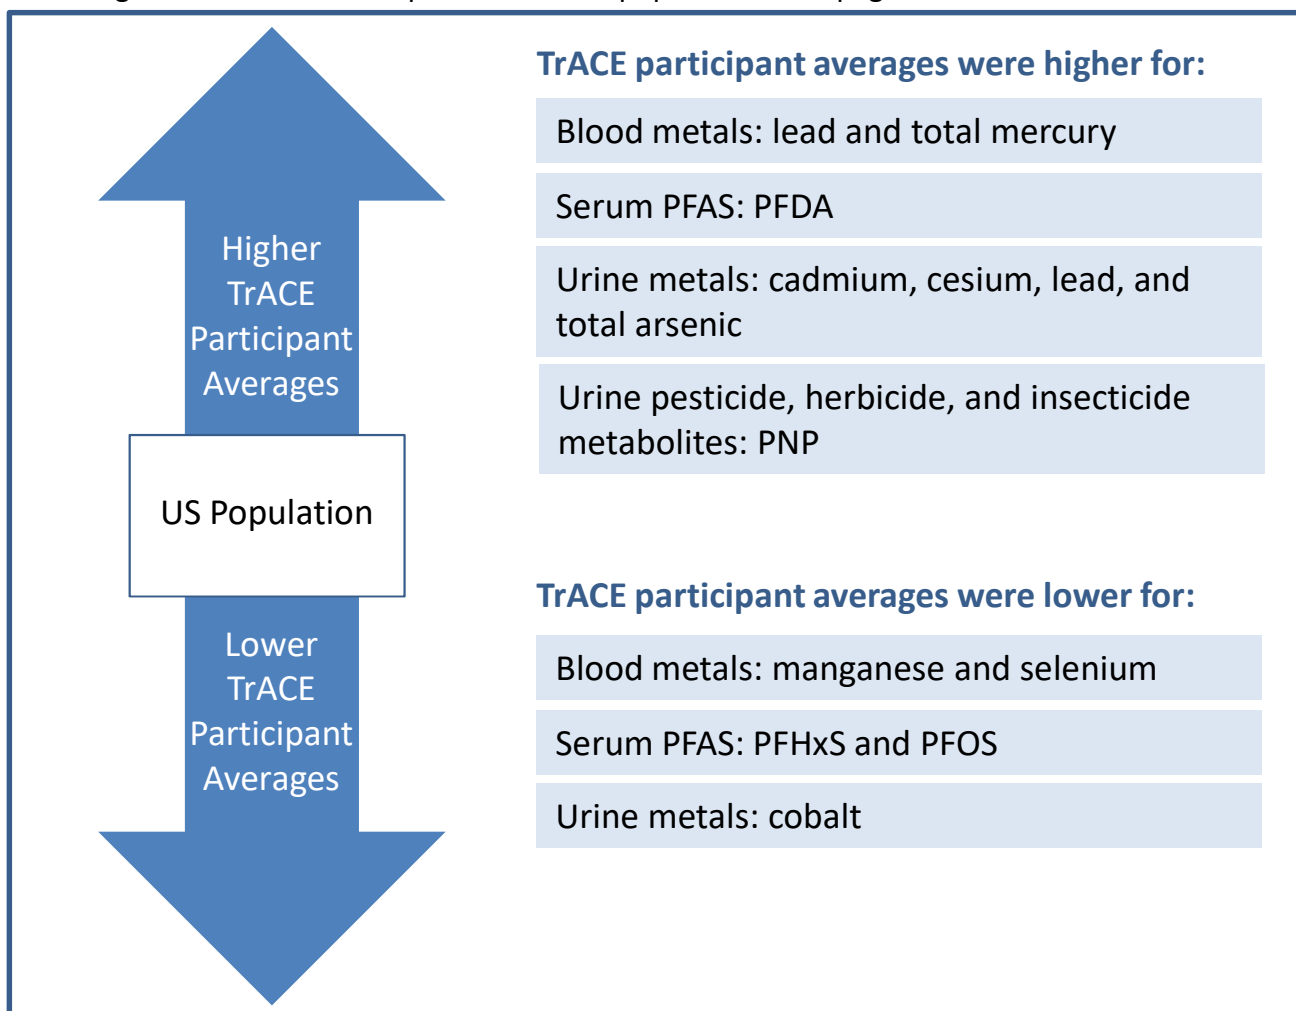 Higher
TrACE
Participant
Averages
US Population
Lower
TrACE
Participant
Averages
TrACE participant averages were higher for:
Blood metals: lead and total mercury
Serum PFAS: PFDA
Urine metals: cadmium, cesium, lead, and
total arsenic
Urine pesticide, herbicide, and insecticide
metabolites: PNP
TrACE participant averages were lower for:
Blood metals: manganese and selenium
Serum PFAS: PFHxS and PFOS
Urine metals: cobalt